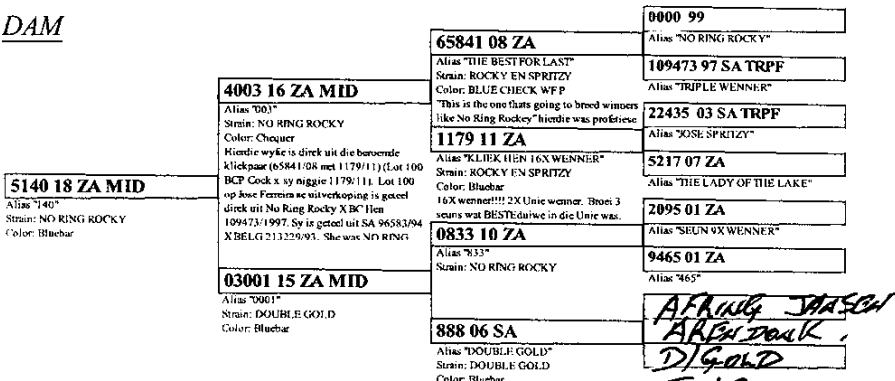 DAM
5140 18 ZA MID
Alias "140"
Strain: NO RING ROCKY
Color: Bluebar
4003 16 ZA MID
Alias "003"
Strain: NO RING ROCKY
Color: Chequer
Hierdie wyfie is direk uit die beroemde
kliekpaar (65841/08 met 1179/11) (Lot 100
BCP Cock x sy niggie 1179/11). Lot 100
op Jose Ferreira se uitverkoping is geteel
direk uit No Ring Rocky X BC Hen
109473/1997. Sy is geteel uit SA 96583/94
X BELG 213229/93. She was NO RING
03001 15 ZA MID
Alias "0001"
Strain: DOUBLE GOLD
Color: Bluebar
65841 08 ZA
Alias "THE BEST FOR LAST"
Strain: ROCKY EN SPRITZY
Color: BLUE CHECK WFP
"This is the one thats going to breed winners
like No Ring Rockey" hierdie was profetiese
1179 11 ZA
Alias "KLIEK HEN 16X WENNER"
Strain: ROCKY EN SPRITZY
Color: Bluebar
16X wenner!!!! 2X Unie wenner. Broei 3
seuns wat BESTEduiwe in die Unie was.
0833 10 ZA
Alias "833"
Strain: NO RING ROCKY
888 06 SA
Alias "DOUBLE GOLD"
Strain: DOUBLE GOLD
Color: Bluebar
0000 99
Alias "NO RING ROCKY"
109473 97 SA TRPF
Alias "TRIPLE WENNER"
22435 03 SA TRPF
Alias "JOSE SPRITZY"
5217 07 ZA
Alias "THE LADY OF THE LAKE"
2095 01 ZA
Alias "SEUN 9X WENNER"
9465 01 ZA
Alias "465"
JANSEN
ARENDONK.
D/GOLD